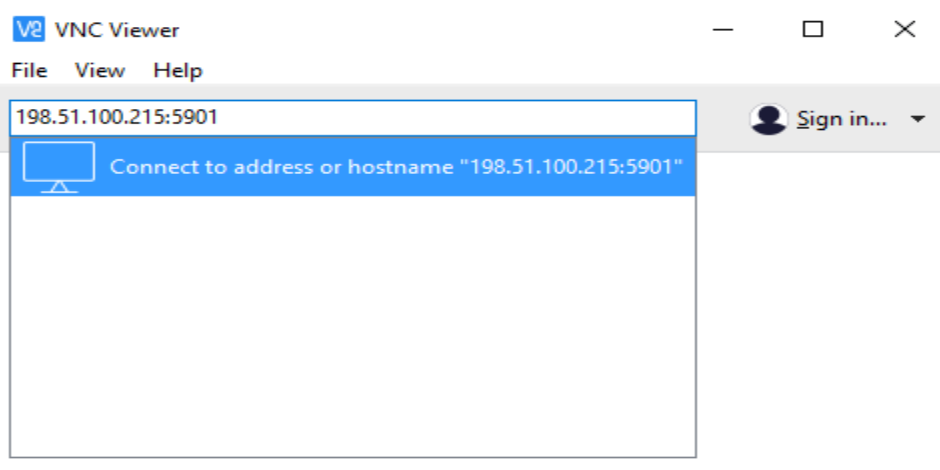 VNC Viewer
File View Help
198.51.100.215:5901
Sign in...
Connect to address or hostname "198.51.100.215:5901"